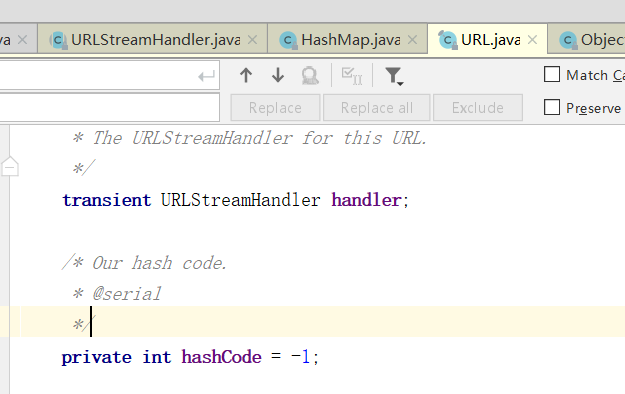 va URLStreamHandler.java HashMap.java URL.java Objec
Match Ca
Replace Replace all Exclude Preserve
* The URLStreamHandler for this URL.
*/
transient URLStreamHandler handler;
/* Our hash code.
* @serial
*/
private int hashCode = -1;